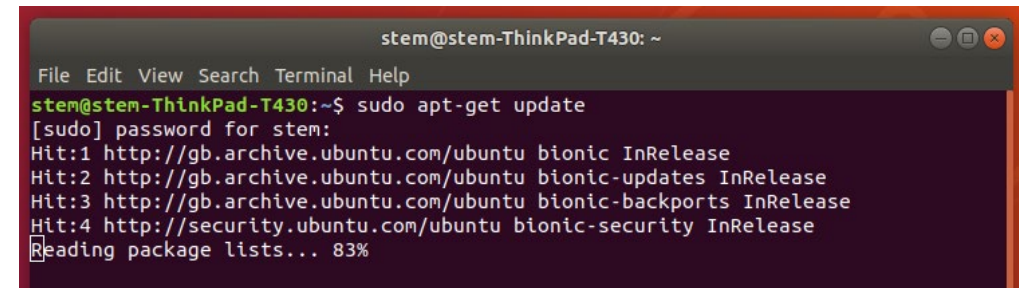 stem@stem-ThinkPad-T430: ~
File Edit View Search Terminal Help
stem@stem-ThinkPad-T430:~$ sudo apt-get update
[sudo] password for stem:
Hit:1 http://gb.archive.ubuntu.com/ubuntu bionic InRelease
Hit:2 http://gb.archive.ubuntu.com/ubuntu bionic-updates InRelease
Hit:3 http://gb.archive.ubuntu.com/ubuntu bionic-backports InRelease
Hit:4 http://security.ubuntu.com/ubuntu bionic-security InRelease
Reading package lists... 83%